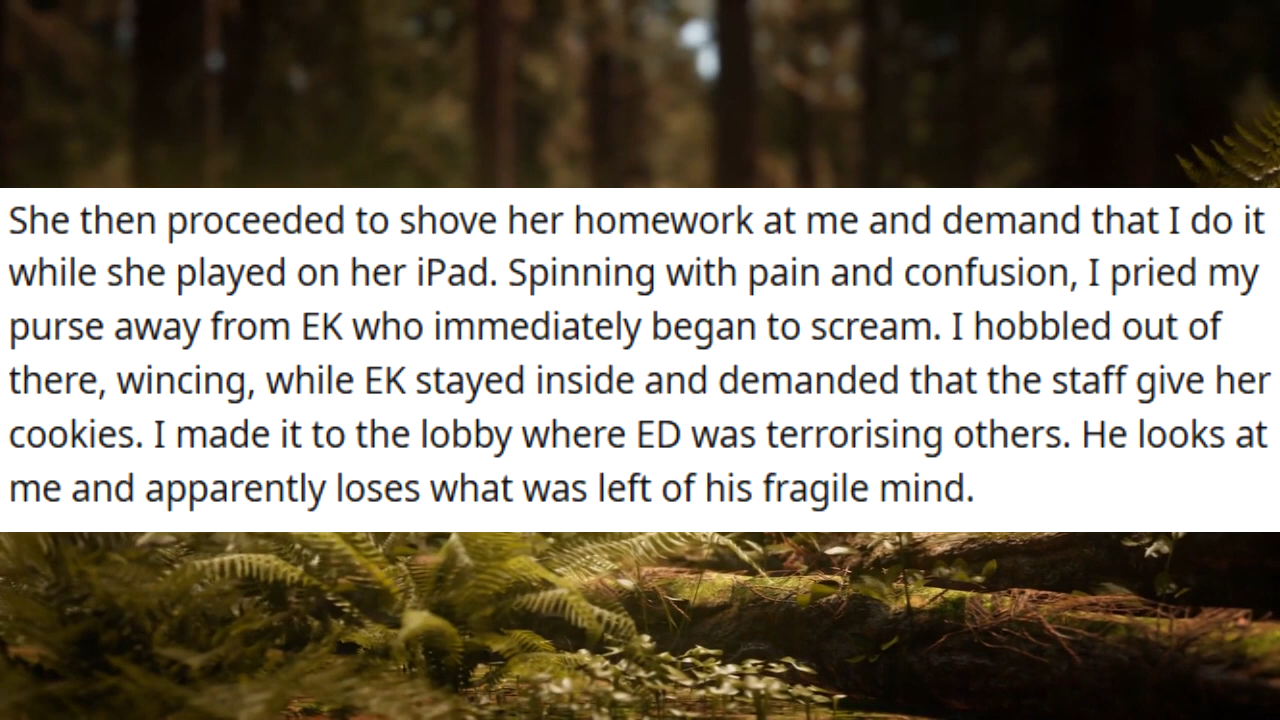 She then proceeded to shove her homework at me and demand that I do it
while she played on her iPad. Spinning with pain and confusion, I pried my
purse away from EK who immediately began to scream. I hobbled out of
there, wincing, while EK stayed inside and demanded that the staff give her
cookies. I made it to the lobby where ED was terrorising others. He looks at
me and apparently loses what was left of his fragile mind.